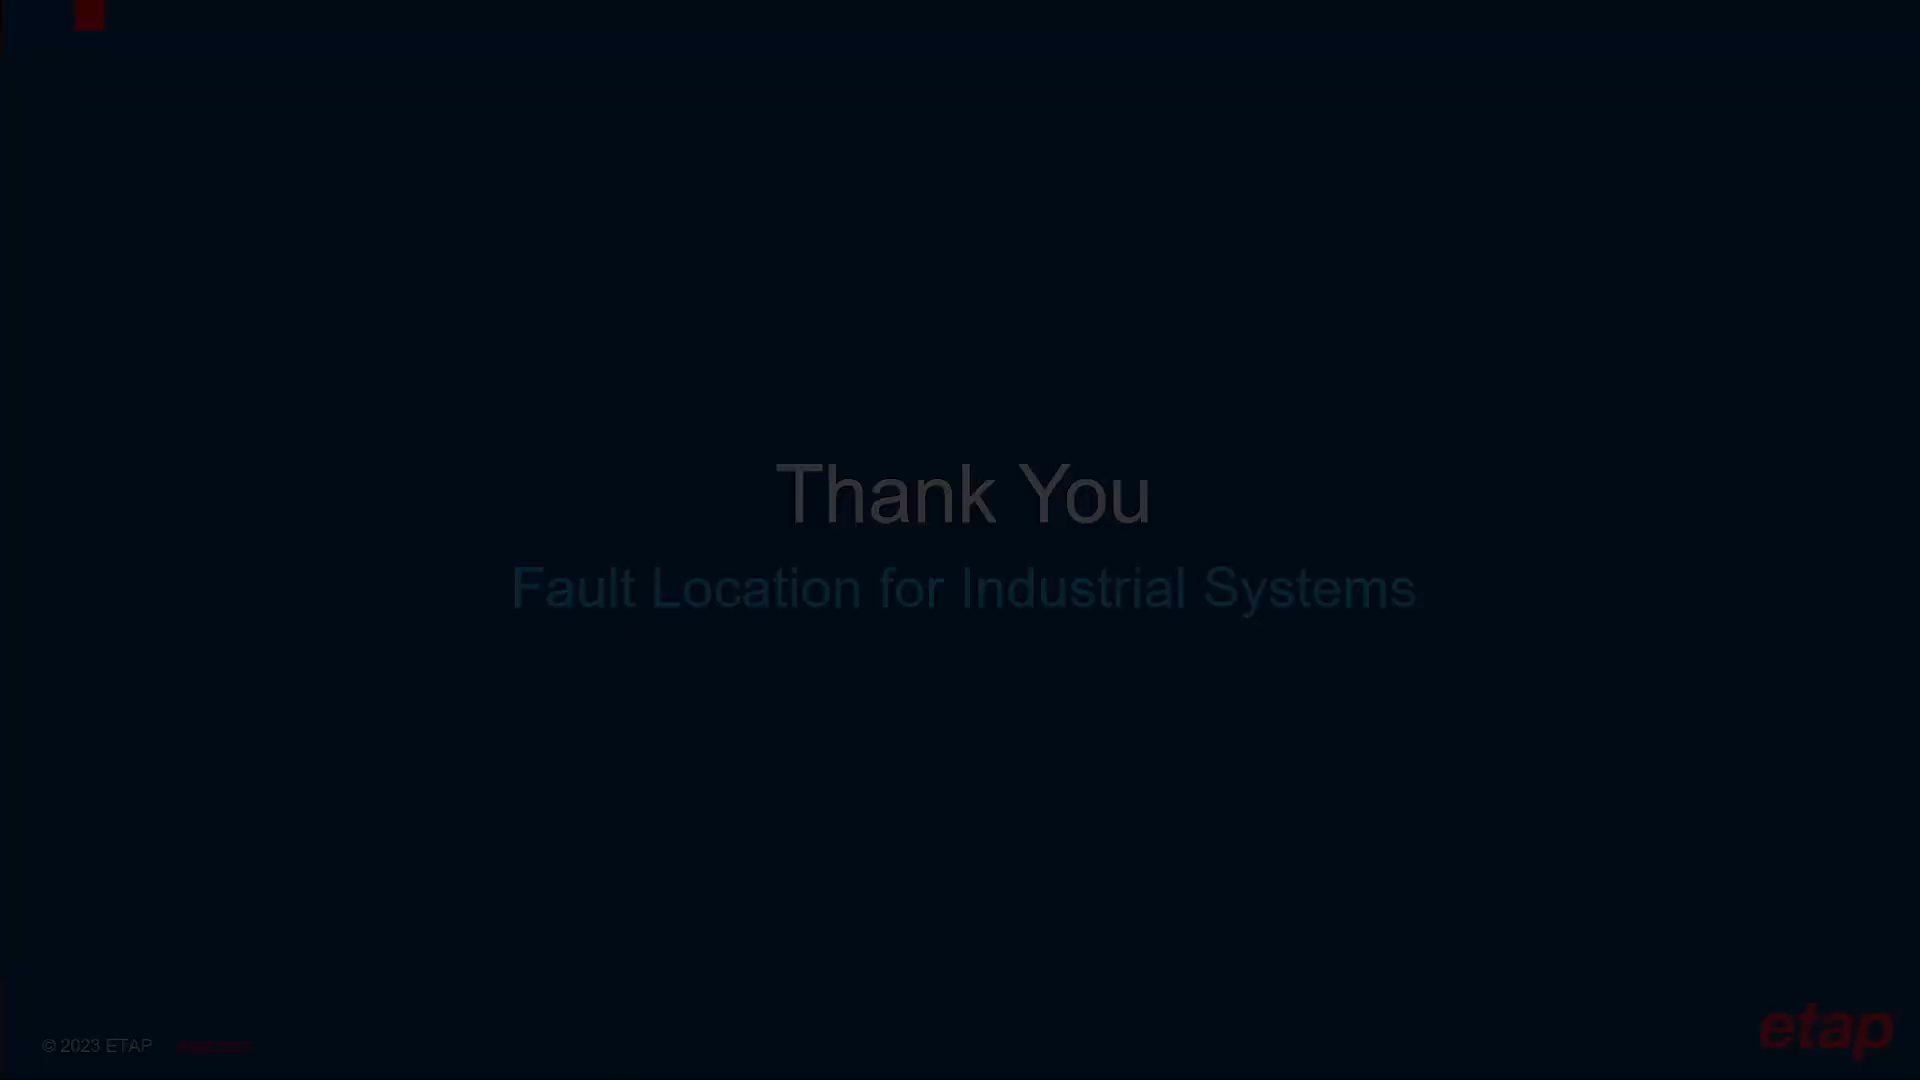 Thank You
Fault Location for Industrial Systems
© 2023 ETAP
etap